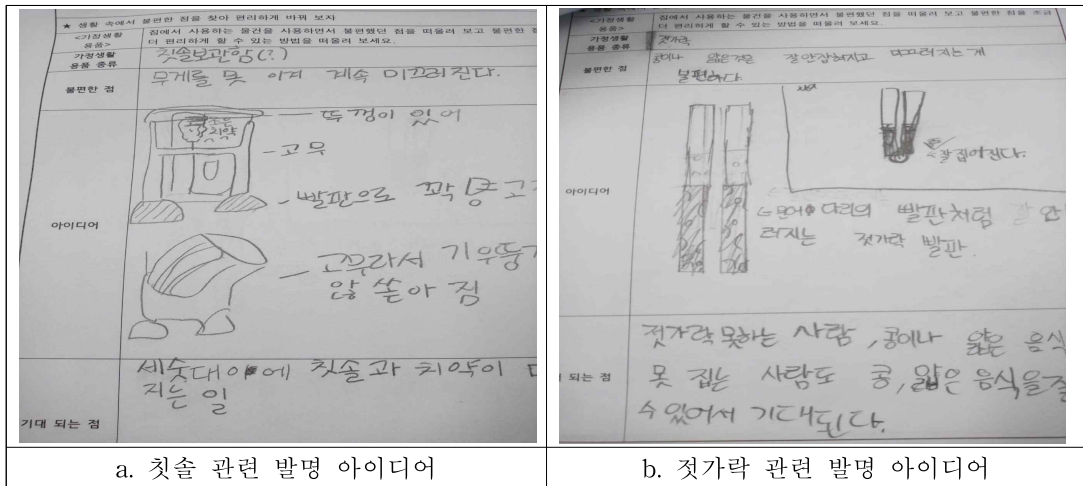 ★ 생활 속에서 불편한 점을 찾아 편리하게 바꿔 보자
<가정생활 용품>
집에서 사용하는 물건을 사용하면서 불편했던 점을 떠올려 보고 불편한
더 편리하게 할 수 있는 방법을 떠올려 보세요.
가정생활
용품 종류
칫솔보관함(?)
불편한 점
무게를 못 이겨 계속 미끄러진다.
아이디어
치약
뚜껑이 있어
고무
빨판으로 꽉
고무라서 기우뚱
않 쏟아 짐
기대 되는 점
세숫대야에 칫솔과 치약이
지는 일
a. 칫솔 관련 발명 아이디어
<가정생활
용품>
집에서 사용하는 물건을 사용하면서 불편했던 점을 떠올려 보고 불편한 점을 조금
더 편리하게 할 수 있는 방법을 떠올려 보세요.
가정생활
용품 종류
젓가락
불편한 점
콩이나 얇은것을 잘안잡혀지고 미끄러지는게
불편하다.
아이디어
잘집어진다.
문어 다리의 빨판처럼 잘 안
러지는 젓가락 빨판.
되는 점
젓가락 못하는 사람, 콩이나 얇은 음식
못 집는 사람도 콩, 얇은 음식을
수 있어서 기대된다.
b. 젓가락 관련 발명 아이디어